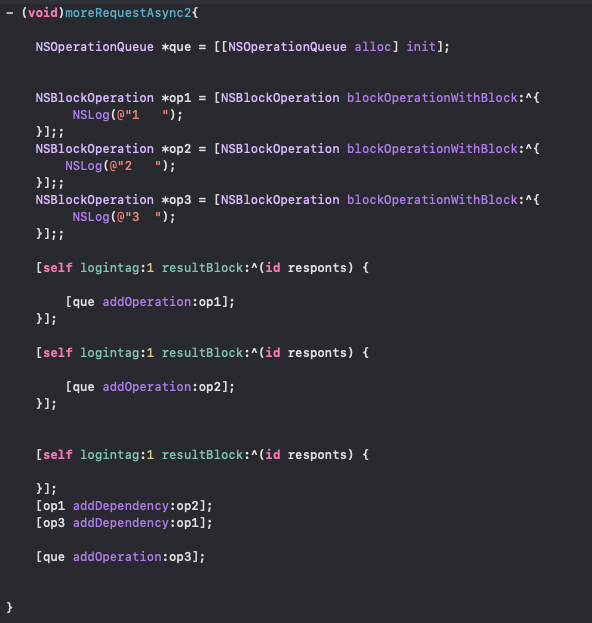 - (void)moreRequestAsync2{
NSOperationQueue *que = [[NSOperationQueue alloc] init];
NSBlockOperation *op1 = [NSBlockOperation blockOperationWithBlock:^{
NSLog(@"1   ");
}];;
NSBlockOperation *op2 = [NSBlockOperation blockOperationWithBlock:^{
NSLog(@"2   ");
}];;
NSBlockOperation *op3 = [NSBlockOperation blockOperationWithBlock:^{
NSLog(@"3  ");
}];;
[self logintag:1 resultBlock:^(id responts) {
[que addOperation:op1];
}];
[self logintag:1 resultBlock:^(id responts) {
[que addOperation:op2];
}];
[self logintag:1 resultBlock:^(id responts) {
}];
[op1 addDependency:op2];
[op3 addDependency:op1];
[que addOperation:op3];
}